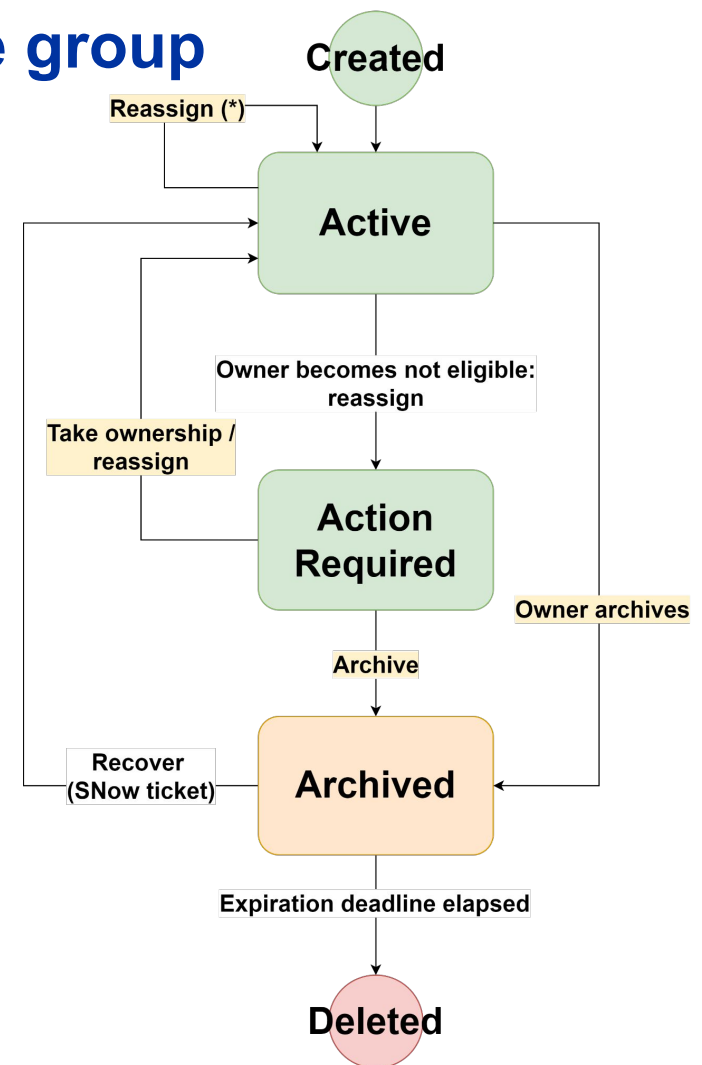 e group
Created
Reassign (*)
Active
Owner becomes not eligible:
reassign
Take ownership /
reassign
Action
Required
Owner archives
Archive
Recover
(SNow ticket)
Archived
Expiration deadline elapsed
Deleted